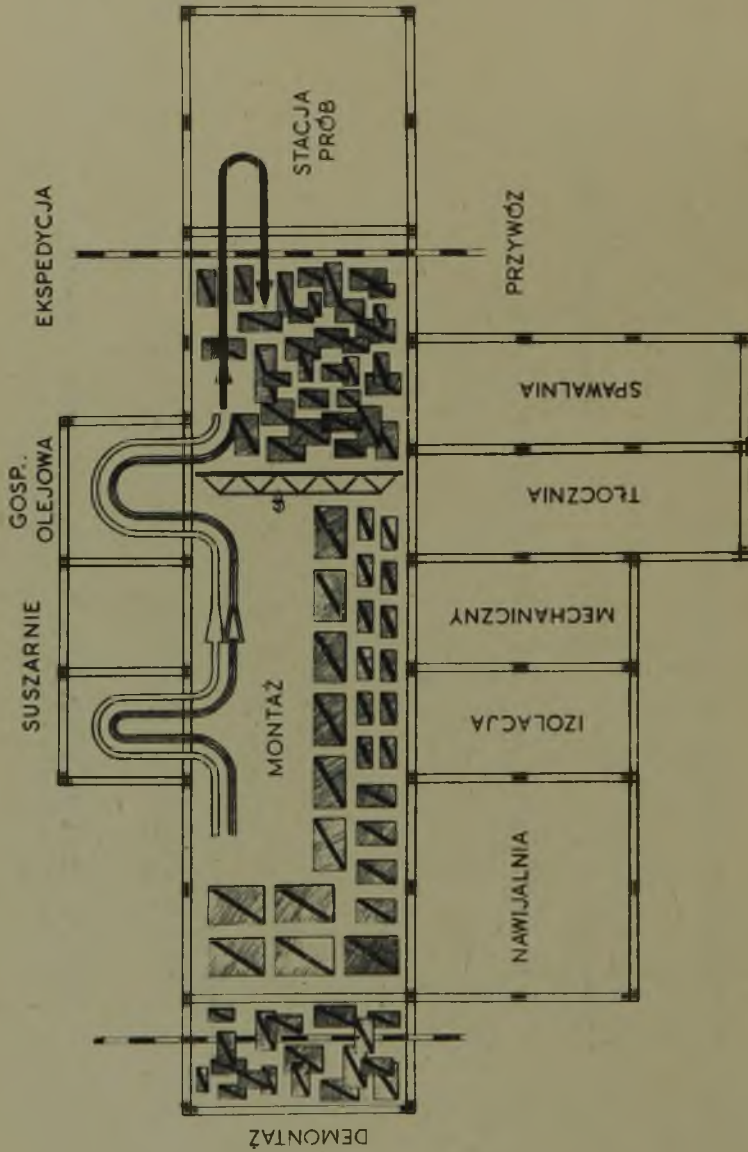 EKSPEDYCJA
GOSP..
OLEJOWA
SUSZARNIE
STACJA
PRÓB
MONTAŻ
DEMONTAŻ
PRZYWÓZ
SPAWALNIA
TŁOCZNIA
MECHANICZNY
IZOLACJA
NAWIJALNIA